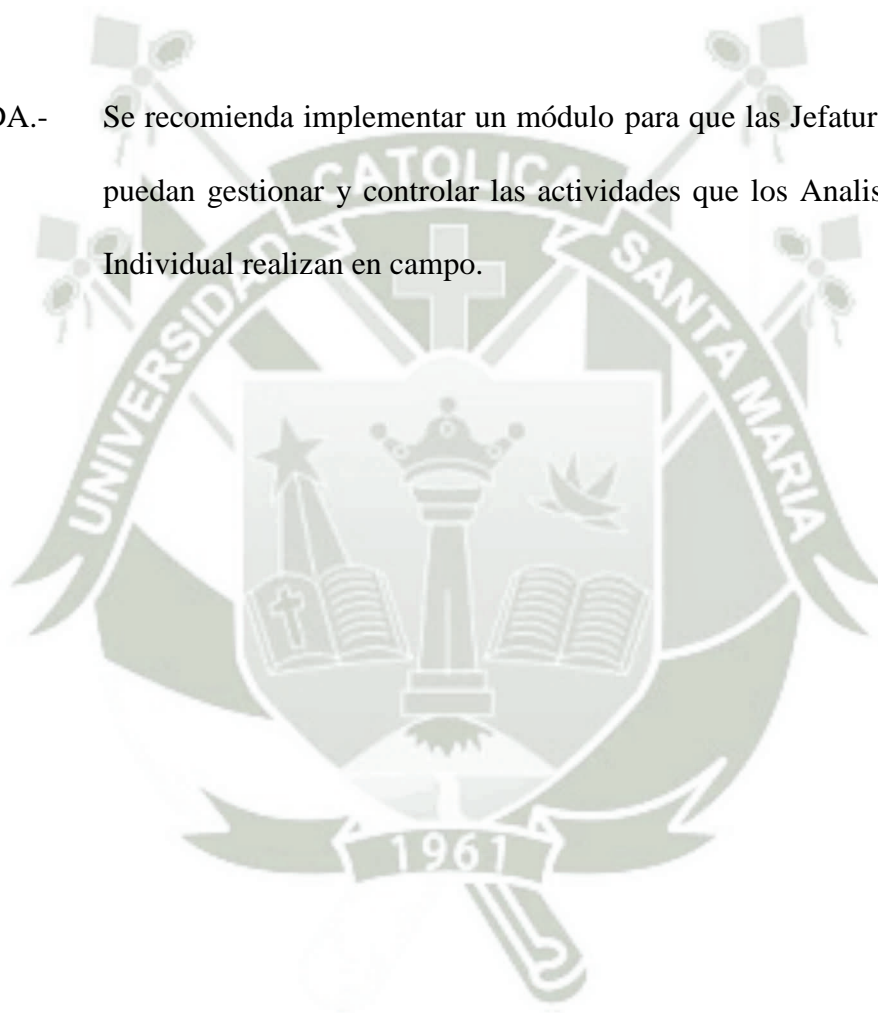 DA.- Se recomienda implementar un módulo para que las Jefatur
puedan gestionar y controlar las actividades que los Analis
Individual realizan en campo.
UNIVERSIDAD CATOLICA SANTA MARIA
1961